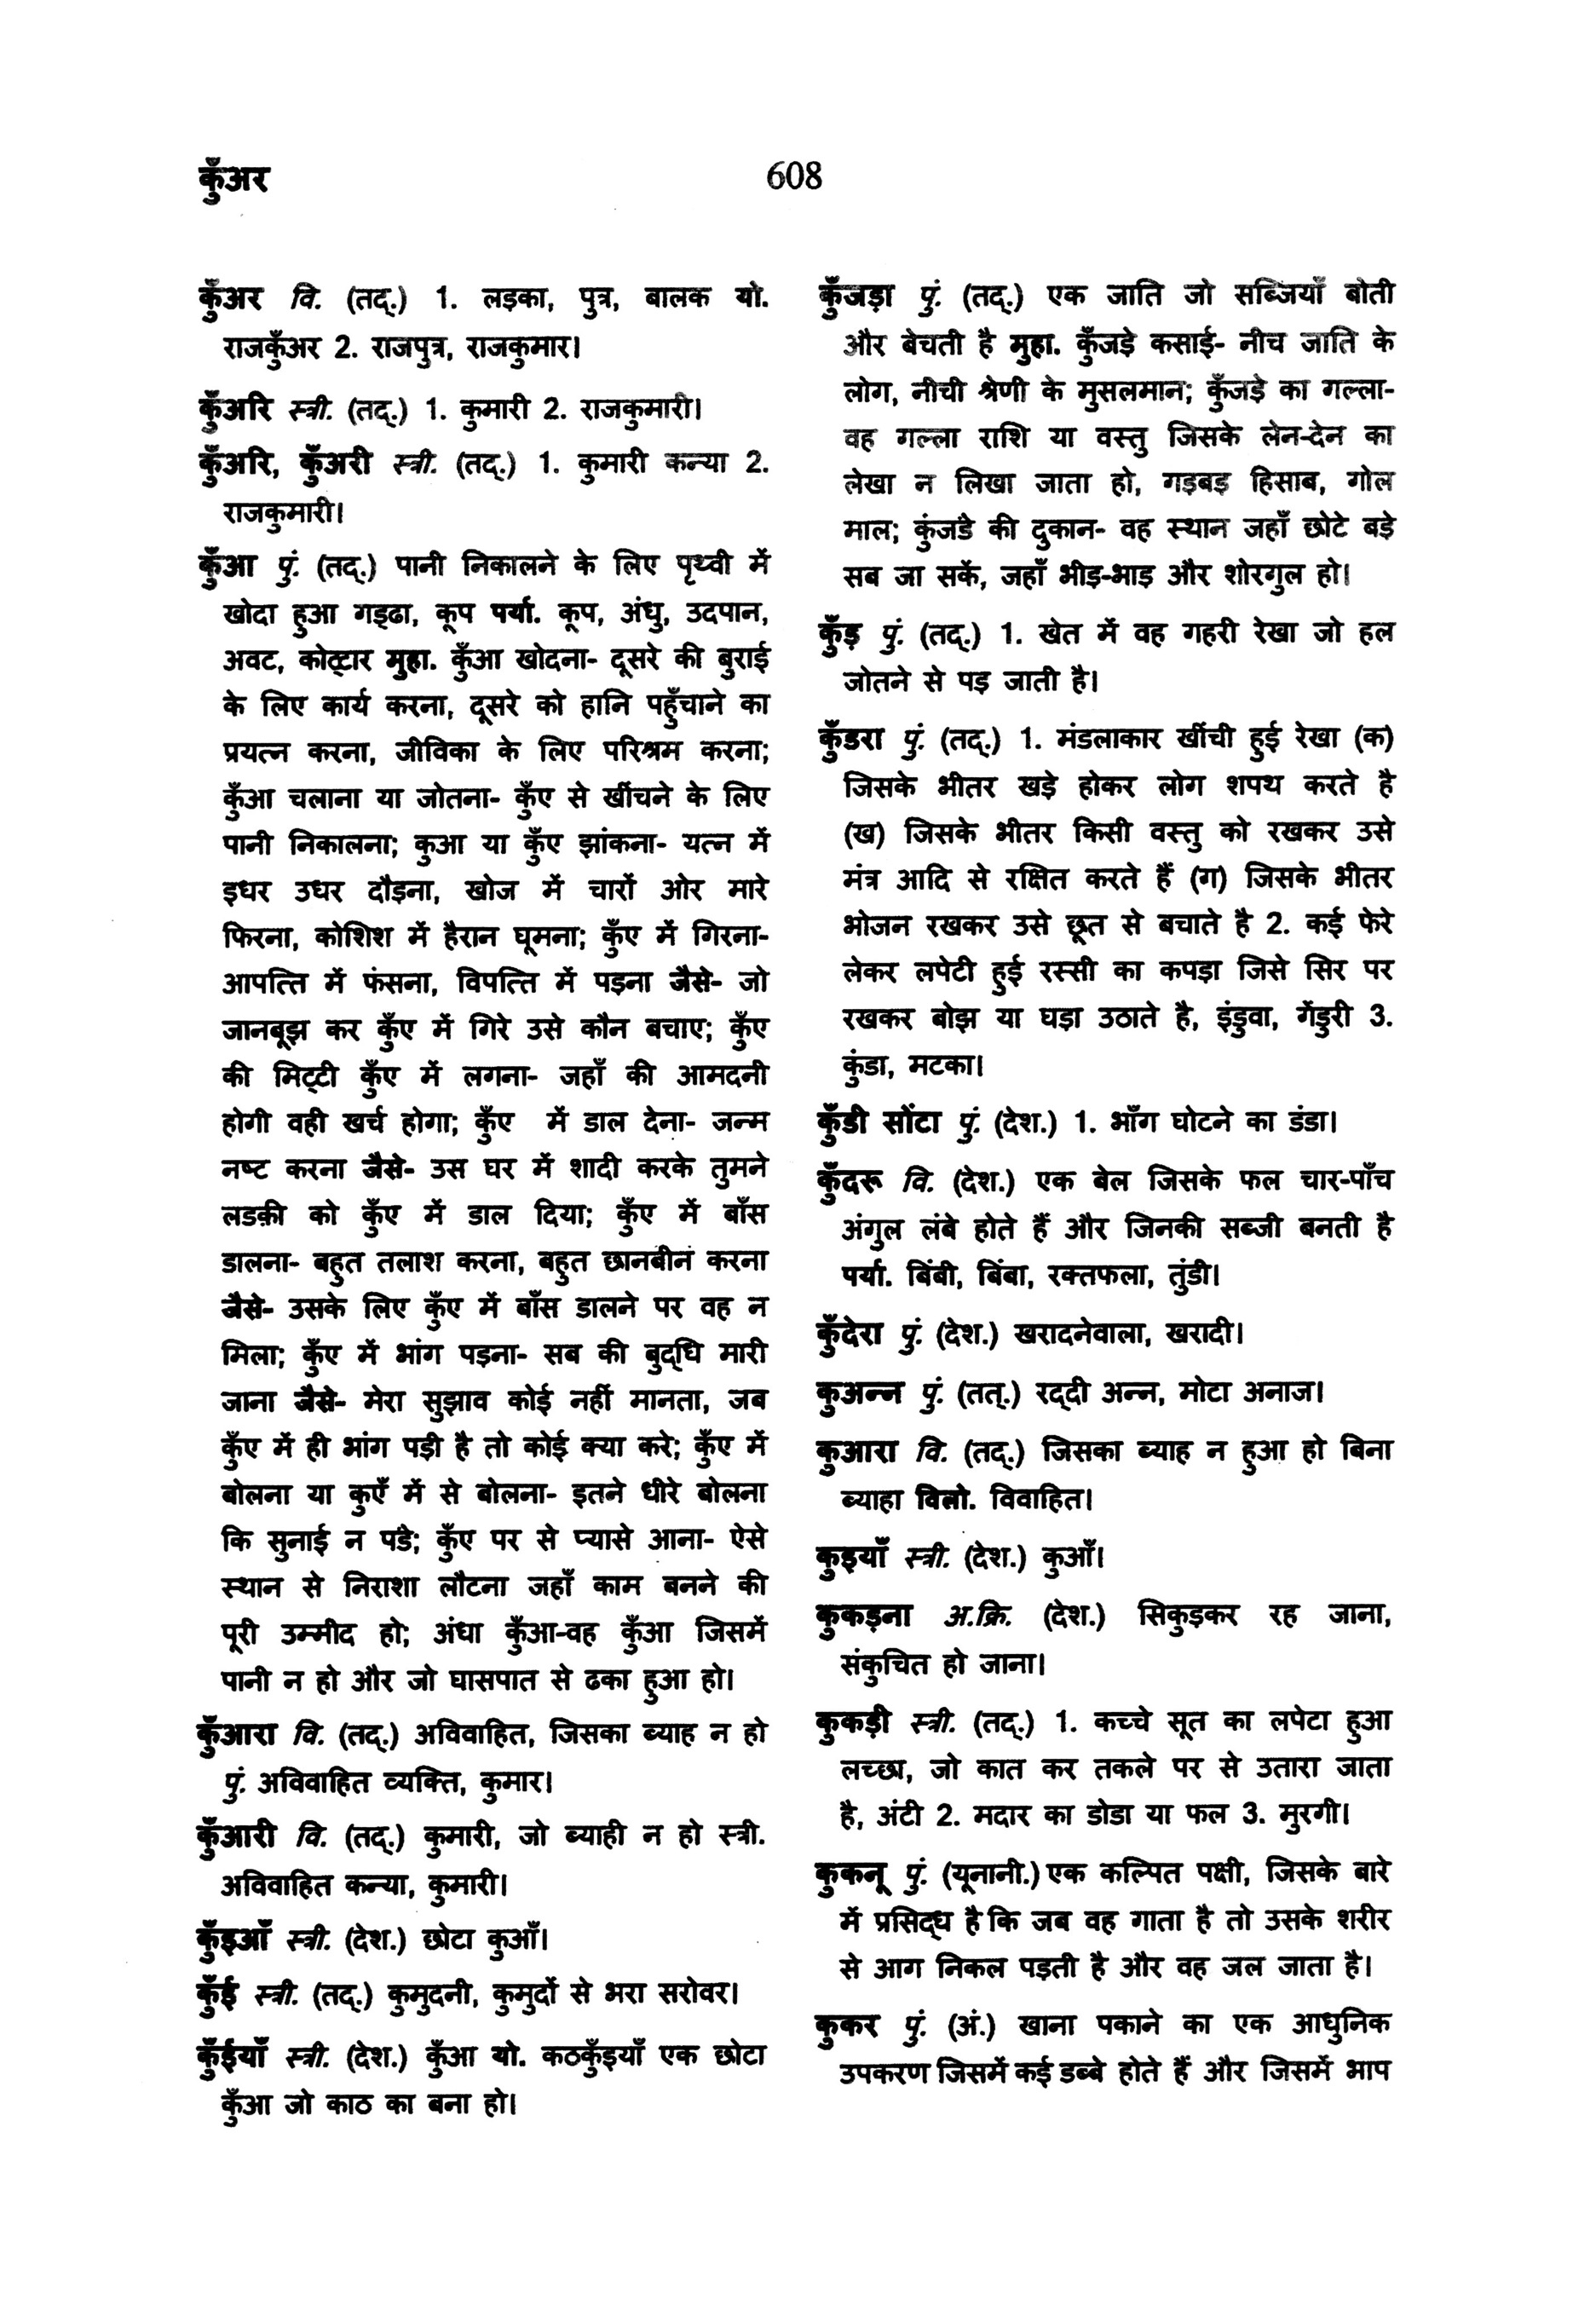 कुँअर
608
कुँअर वि. (तद्.) 1. लड़का, पुत्र, बालक यो.
राजकुँअर 2. राजपुत्र, राजकुमार।
कुँअरि स्त्री. (तद्.) 1. कुमारी 2. राजकुमारी।
कुँअरि, कुँअरी स्त्री. (तद्.) 1. कुमारी कन्या 2.
राजकुमारी।
कुँआ पुं. (तद्.) पानी निकालने के लिए पृथ्वी में
खोदा हुआ गड्ढा, कूप पर्या. कूप, अंधु, उदपान,
अवट, कोट्टार मुहा. कुँआ खोदना- दूसरे की बुराई
के लिए कार्य करना, दूसरे को हानि पहुँचाने का
प्रयत्न करना, जीविका के लिए परिश्रम करना;
कुँआ चलाना या जोतना- कुँए से खींचने के लिए
पानी निकालना; कुआ या कुँए झांकना- यत्न में
इधर उधर दौड़ना, खोज में चारों ओर मारे
फिरना, कोशिश में हैरान घूमना; कुँए में गिरना-
आपत्ति में फंसना, विपत्ति में पड़ना जैसे- जो
जानबूझ कर कुँए में गिरे उसे कौन बचाए; कुँए
की मिट्टी कुँए में लगना- जहाँ की आमदनी
होगी वही खर्च होगा; कुँए में डाल देना- जन्म
नष्ट करना जैसे- उस घर में शादी करके तुमने
लडक़ी को कुँए में डाल दिया; कुँए में बाँस
डालना- बहुत तलाश करना, बहुत छानबीन करना
जैसे- उसके लिए कुँए में बाँस डालने पर वह न
मिला; कुँए में भांग पड़ना- सब की बुद्धि मारी
जाना जैसे- मेरा सुझाव कोई नहीं मानता, जब
कुँए में ही भांग पड़ी है तो कोई क्या करे; कुँए में
बोलना या कुएँ में से बोलना- इतने धीरे बोलना
कि सुनाई न पडे; कुँए पर से प्यासे आना- ऐसे
स्थान से निराशा लौटना जहाँ काम बनने की
पूरी उम्मीद हो; अंधा कुँआ-वह कुँआ जिसमें
पानी न हो और जो घासपात से ढका हुआ हो।
कुँआरा वि. (तद्.) अविवाहित, जिसका ब्याह न हो
पुं. अविवाहित व्यक्ति, कुमार।
कुँआरी वि. (तद्.) कुमारी, जो ब्याही न हो स्त्री.
अविवाहित कन्या, कुमारी।
कुँइआँ स्त्री. (देश.) छोटा कुआँ।
कुँई स्त्री. (तद्.) कुमुदनी, कुमुदों से भरा सरोवर।
कुँईयाँ स्त्री. (देश.) कुँआ यो. कठकुँइयाँ एक छोटा
कुँआ जो काठ का बना हो।
कुँजड़ा पुं. (तद्.) एक जाति जो सब्जियाँ बोती
और बेचती है मुहा. कुँजड़े कसाई- नीच जाति के
लोग, नीची श्रेणी के मुसलमान; कुँजड़े का गल्ला-
वह गल्ला राशि या वस्तु जिसके लेन-देन का
लेखा न लिखा जाता हो, गड़बड़ हिसाब, गोल
माल; कुंजडे की दुकान- वह स्थान जहाँ छोटे बड़े
सब जा सकें, जहाँ भीड़-भाड़ और शोरगुल हो।
कुँड़ पुं. (तद्.) 1. खेत में वह गहरी रेखा जो हल
जोतने से पड़ जाती है।
कुँडरा पुं. (तद्.) 1. मंडलाकार खींची हुई रेखा (क)
जिसके भीतर खड़े होकर लोग शपथ करते है
(ख) जिसके भीतर किसी वस्तु को रखकर उसे
मंत्र आदि से रक्षित करते हैं (ग) जिसके भीतर
भोजन रखकर उसे छूत से बचाते है 2. कई फेरे
लेकर लपेटी हुई रस्सी का कपड़ा जिसे सिर पर
रखकर बोझ या घड़ा उठाते है, इंडुवा, गेंडुरी 3.
कुंडा, मटका।
कुँडी सोंटा पुं. (देश.) 1. भाँग घोटने का डंडा।
कुँदरू वि. (देश.) एक बेल जिसके फल चार-पाँच
अंगुल लंबे होते हैं और जिनकी सब्जी बनती है
पर्या. बिंबी, बिंबा, रक्तफला, तुंडी।
कुँदेरा पुं. (देश.) खरादनेवाला, खरादी।
कुअन्न पुं. (तत्.) रद्दी अन्न, मोटा अनाज।
कुआरा वि. (तद्.) जिसका ब्याह न हुआ हो बिना
ब्याहा विलो. विवाहित।
कुइयाँ स्त्री. (देश.) कुआँ।
कुकड़ना अ.क्रि. (देश.) सिकुड़कर रह जाना,
संकुचित हो जाना।
कुकड़ी स्त्री. (तद्.) 1. कच्चे सूत का लपेटा हुआ
लच्छा, जो कात कर तकले पर से उतारा जाता
है, अंटी 2. मदार का डोडा या फल 3. मुरगी।
कुकनू पुं. (यूनानी.) एक कल्पित पक्षी, जिसके बारे
में प्रसिद्ध है कि जब वह गाता है तो उसके शरीर
से आग निकल पड़ती है और वह जल जाता है।
कुकर पुं. (अं.) खाना पकाने का एक आधुनिक
उपकरण जिसमें कई डब्बे होते हैं और जिसमें भाप